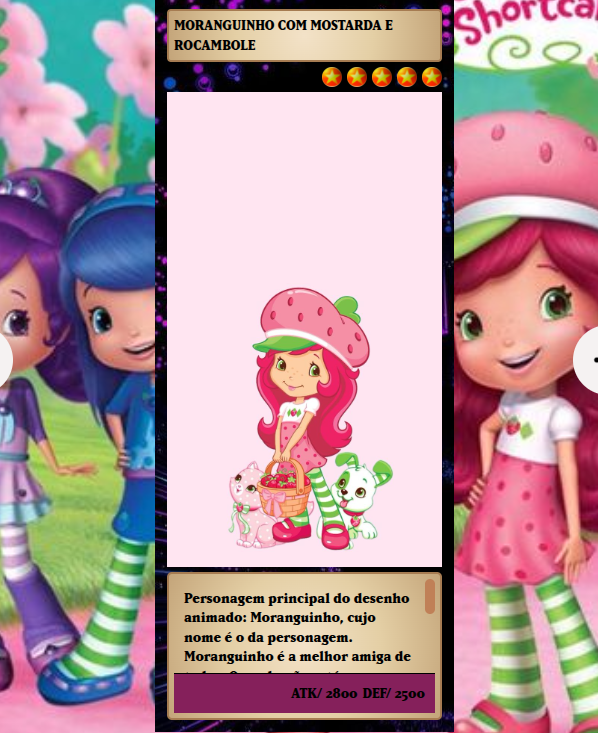 Shortca
MORANGUINHO COM MOSTARDA E
ROCAMBOLE
Personagem principal do desenho
animado: Moranguinho, cujo
nome é o da personagem.
Moranguinho é a melhor amiga de
ATK/ 2800 DEF/ 2500